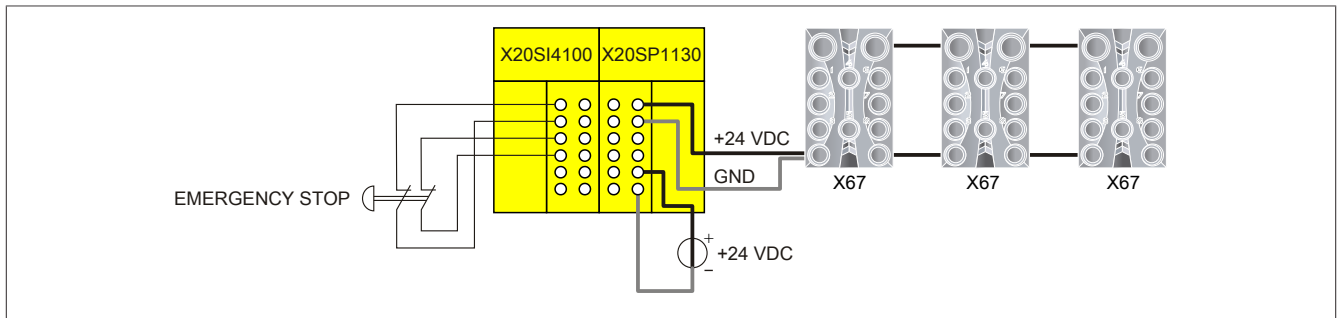 X20SI4100 X20SP1130
+24 VDC
GND
X67 X67 X67
EMERGENCY STOP
+
+24 VDC
−